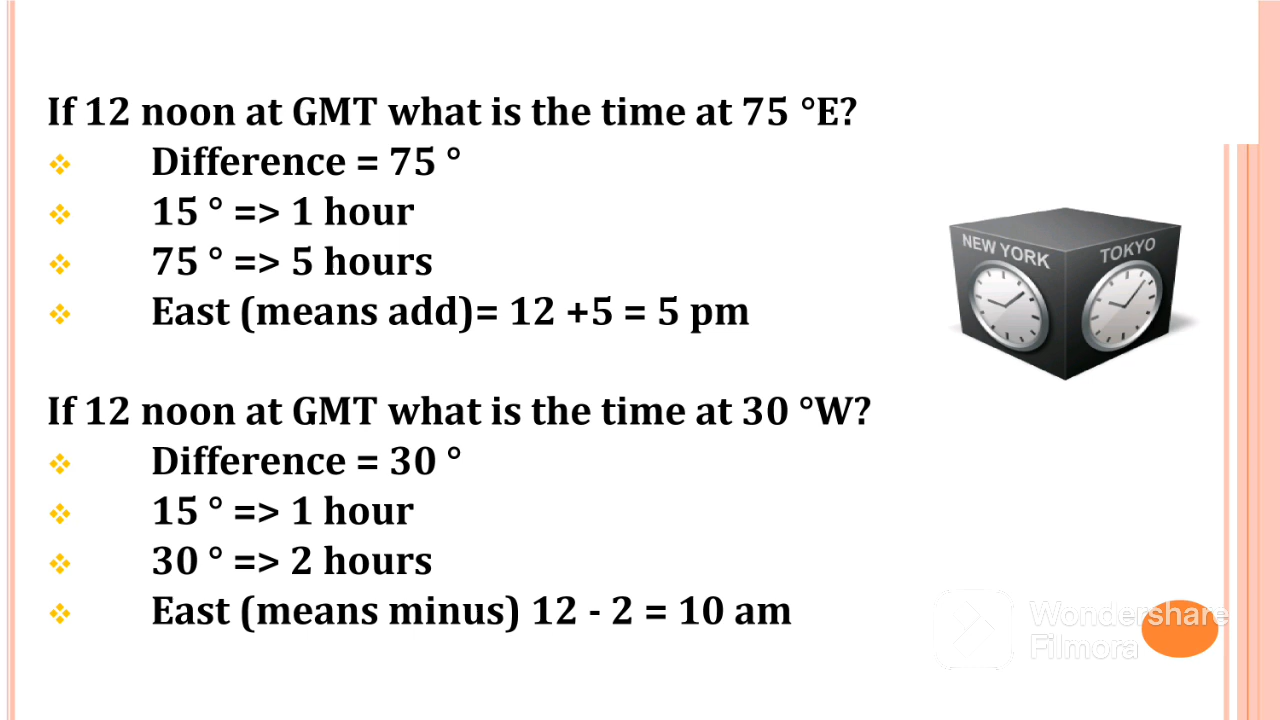 If 12 noon at GMT what is the time at 75 °E?
Difference = 75 °
15 ° => 1 hour
75 ° => 5 hours
East (means add)= 12 +5 = 5 pm
NEW YORK
TOKYO
If 12 noon at GMT what is the time at 30 °W?
Difference = 30 °
15 ° => 1 hour
30 ° => 2 hours
East (means minus) 12 - 2 = 10 am
Wondershare
Filmora